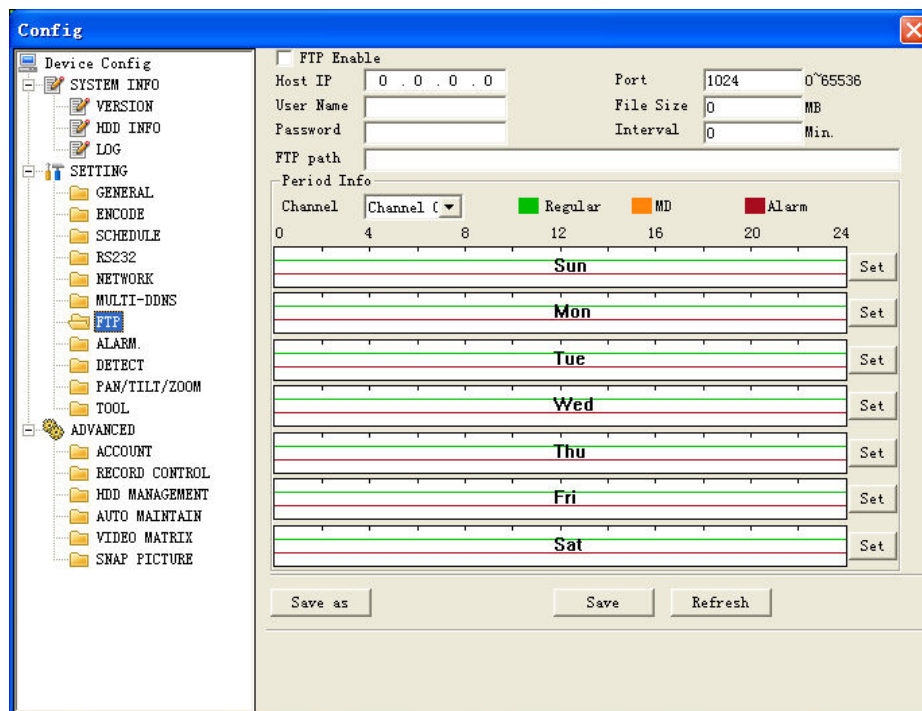 Config
Device Config
SYSTEM INFO
VERSION
HDD INFO
LOG
SETTING
GENERAL
ENCODE
SCHEDULE
RS232
NETWORK
MULTI-DDNS
FTP
ALARM.
DETECT
PAN/TILT/ZOOM
TOOL
ADVANCED
ACCOUNT
RECORD CONTROL
HDD MANAGEMENT
AUTO MAINTAIN
VIDEO MATRIX
SNAP PICTURE
FTP Enable
Host IP 0 . 0 . 0 . 0 Port 1024 0~65536
User Name File Size 0 MB
Password Interval 0 Min.
FTP path
Period Info
Channel Channel Regular MD Alarm
0 4 8 12 16 20 24
Sun Set
Mon Set
Tue Set
Wed Set
Thu Set
Fri Set
Sat Set
Save as Save Refresh